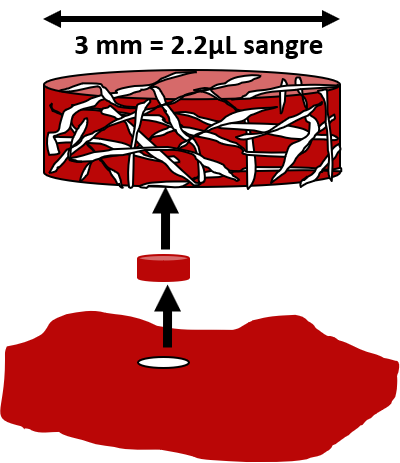 3 mm = 2.2µL sangre